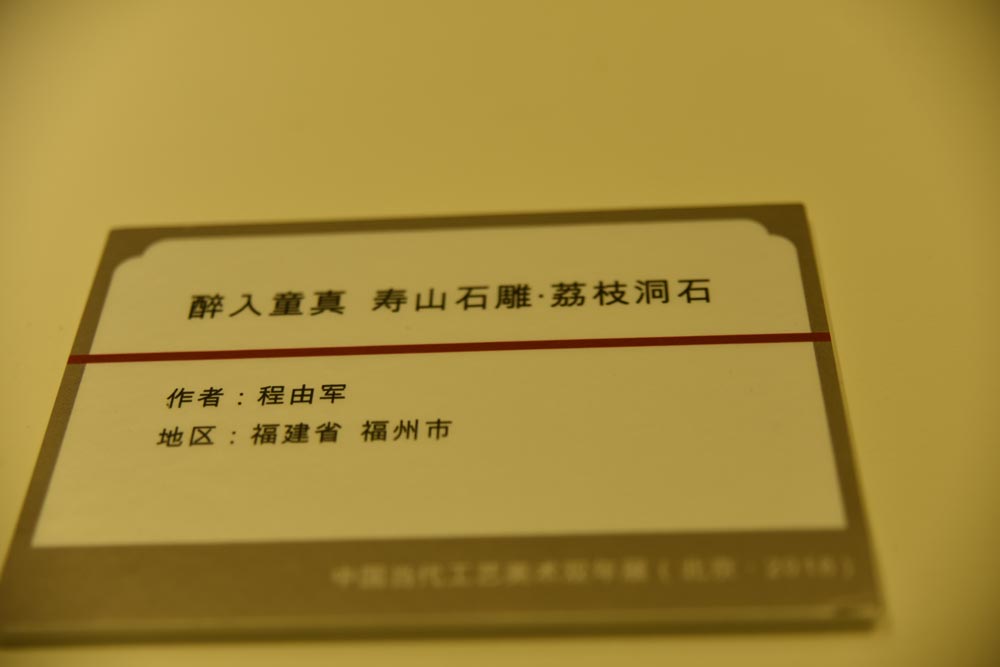 醉入童真 寿山石雕·荔枝洞石
作者：程由军
地区：福建省 福州市
中国当代工艺美术双年展（北京·2018）